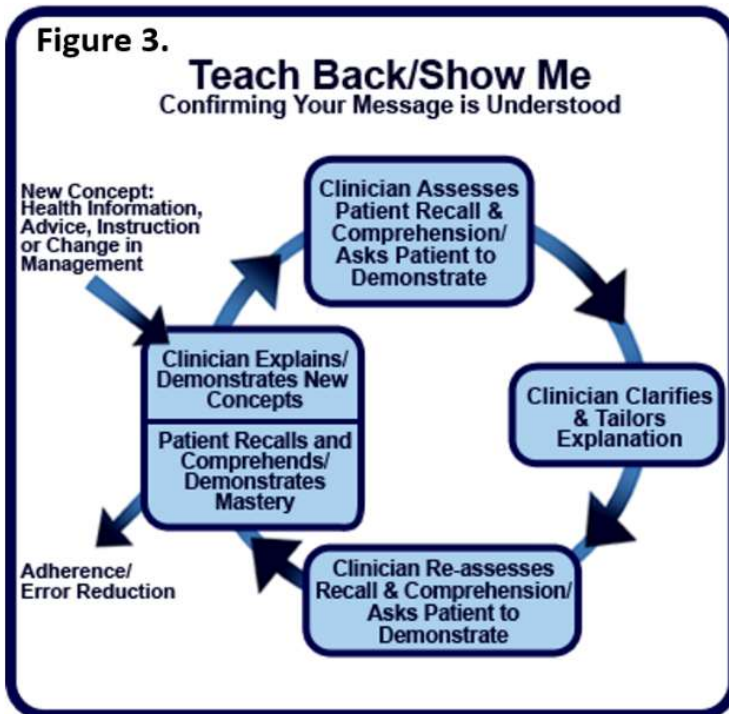 Figure 3.
Teach Back/Show Me
Confirming Your Message is Understood
New Concept:
Health Information,
Advice, Instruction
or Change in
Management
Clinician Assesses
Patient Recall &
Comprehension/
Asks Patient to
Demonstrate
Clinician Explains/
Demonstrates New
Concepts
Patient Recalls and
Comprehends/
Demonstrates
Mastery
Clinician Clarifies
& Tailors
Explanation
Adherence/
Error Reduction
Clinician Re-assesses
Recall & Comprehension/
Asks Patient to
Demonstrate